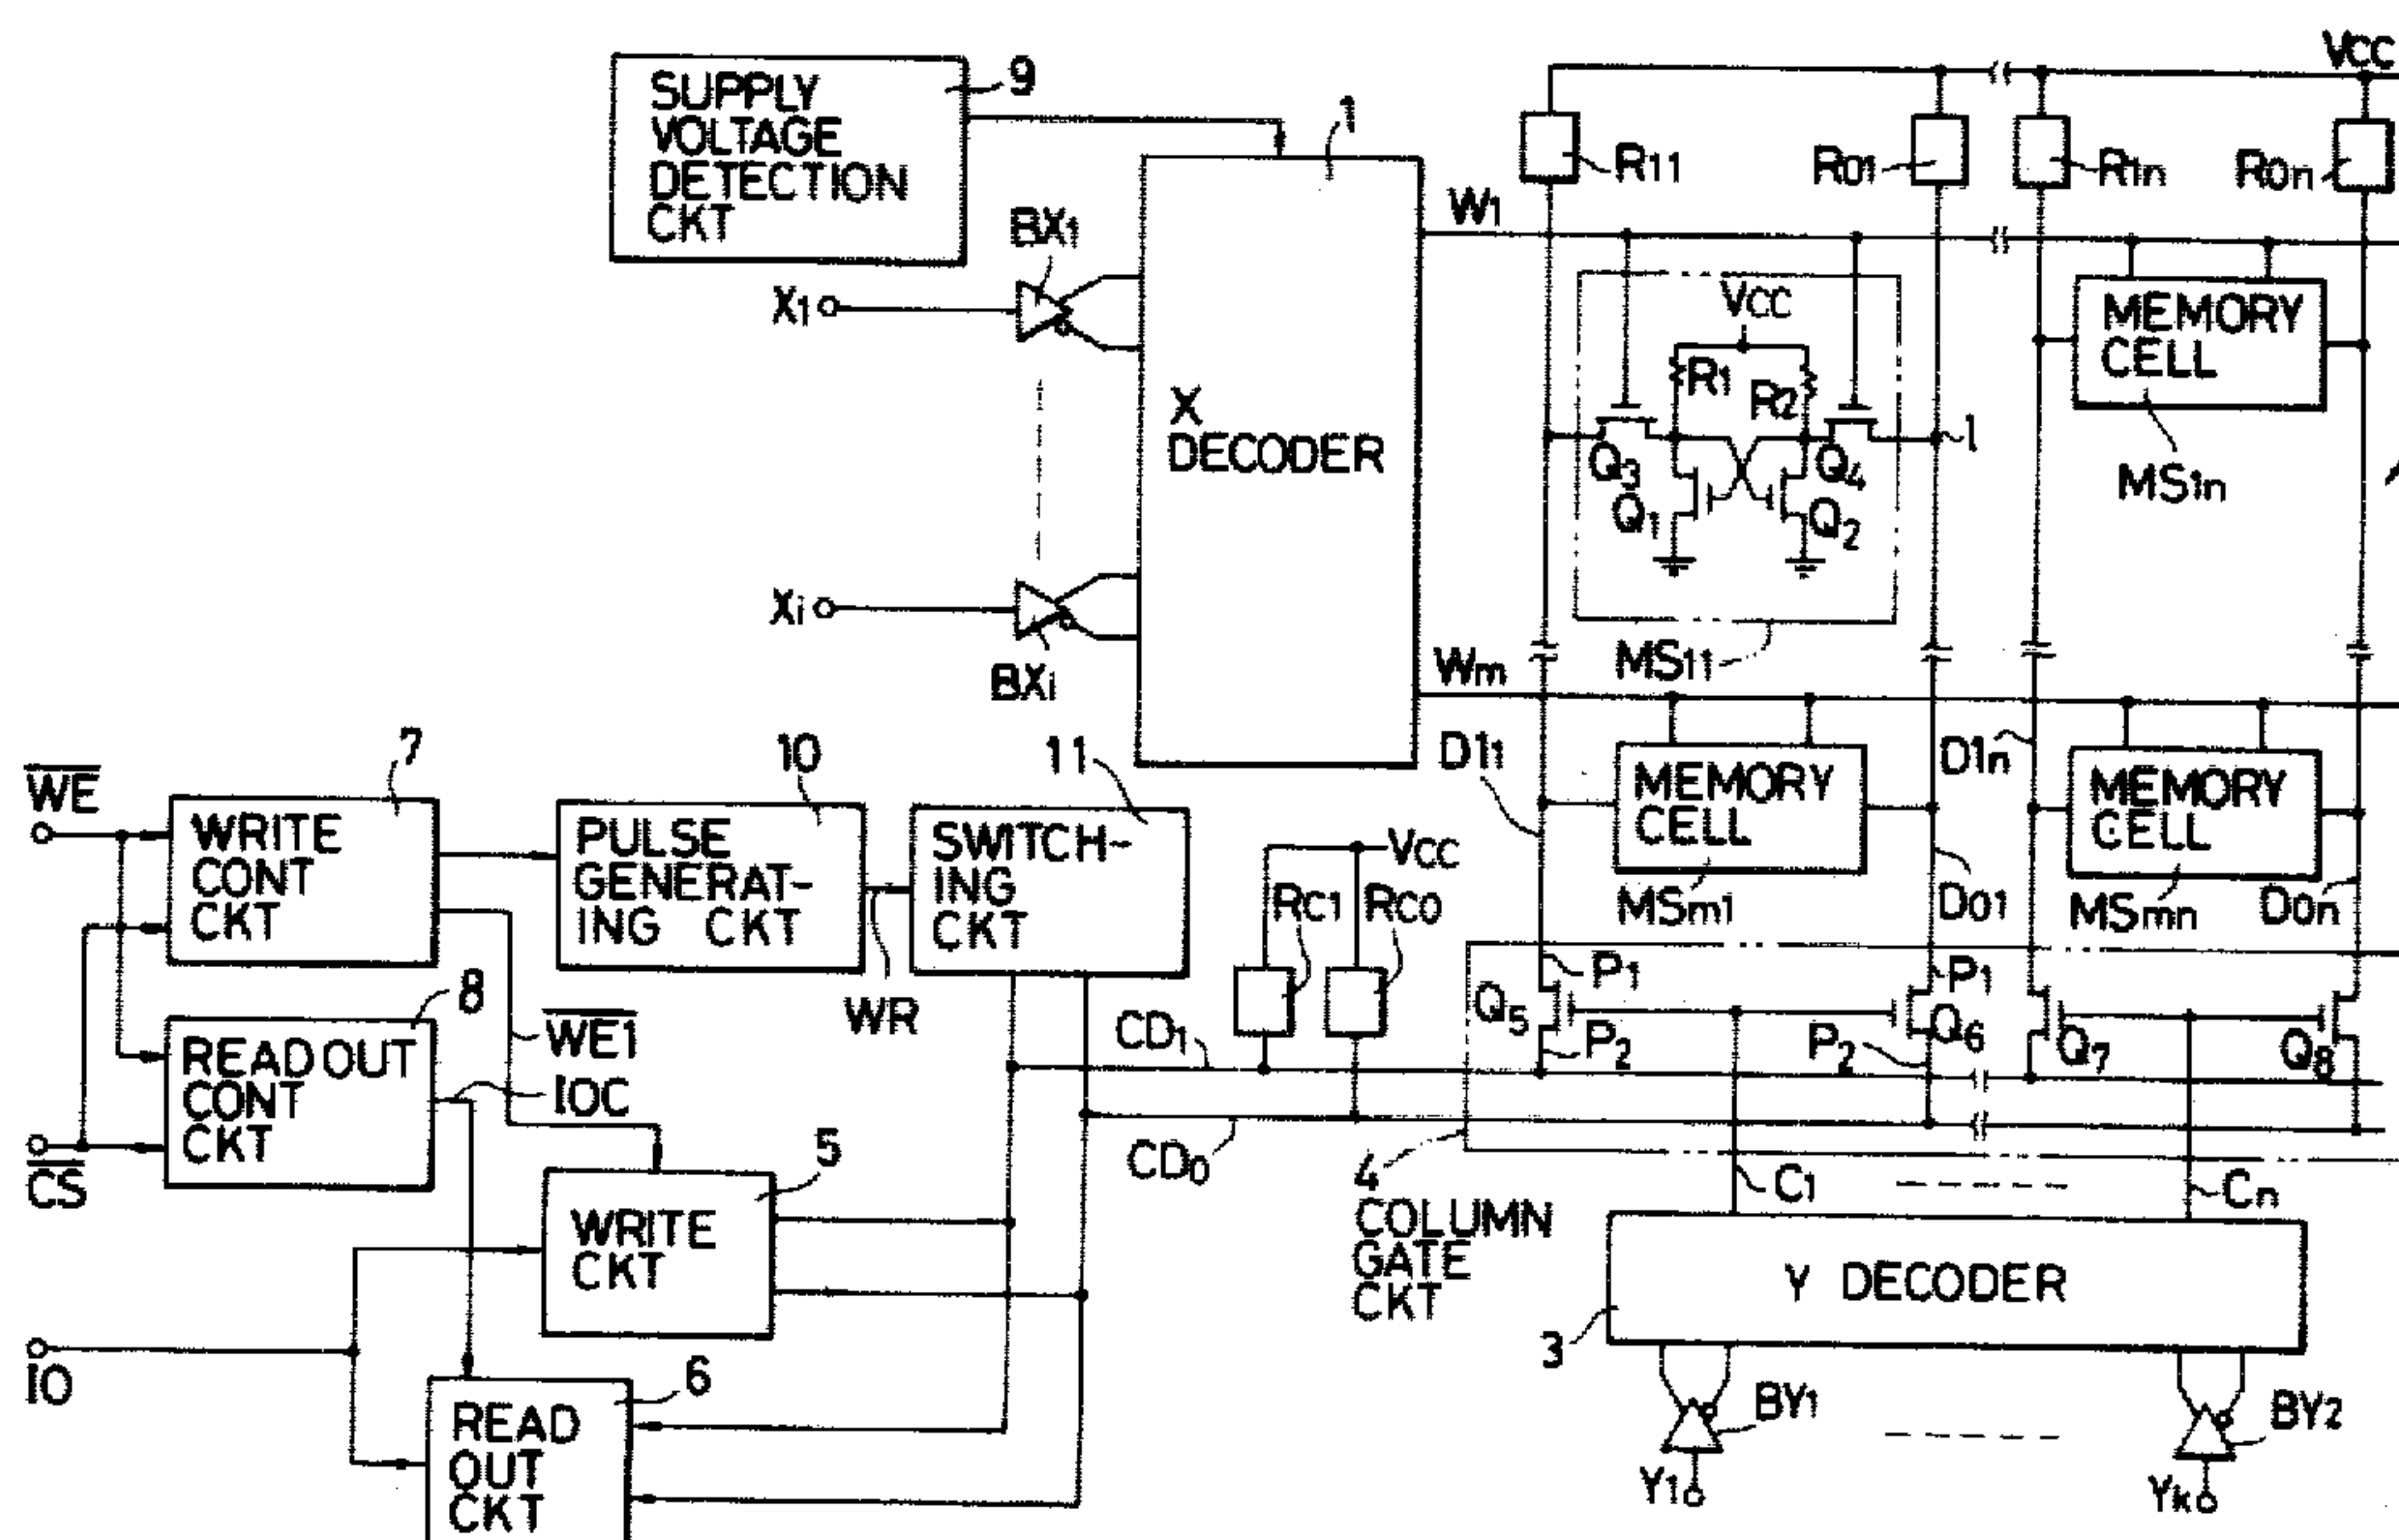 SUPPLY
VOLTAGE
DETECTION
CKT
9
1
VCC
R11
R01
R1n
R0n
W1
BX1
X1
VCC
R1
R2
MEMORY
CELL
X
DECODER
Q3
Q4
1
Q1
Q2
MS1n
Xi
BXi
MS11
Wm
7
10
11
D11
D1n
WE
WRITE
CONT
CKT
PULSE
GENERAT-
ING CKT
SWITCH-
ING
CKT
MEMORY
CELL
MEMORY
CELL
VCC
RC1
RC0
MSm1
D01
MSmn
D0n
8
WR
P1
P1
Q5
Q6
Q7
Q8
READ OUT
CONT
CKT
WE1
IOC
CD1
P2
P2
CS
CD0
5
WRITE
CKT
4
COLUMN
GATE
CKT
C1
Cn
Y DECODER
3
IO
6
READ
OUT
CKT
BY1
BY2
Y1
Yk